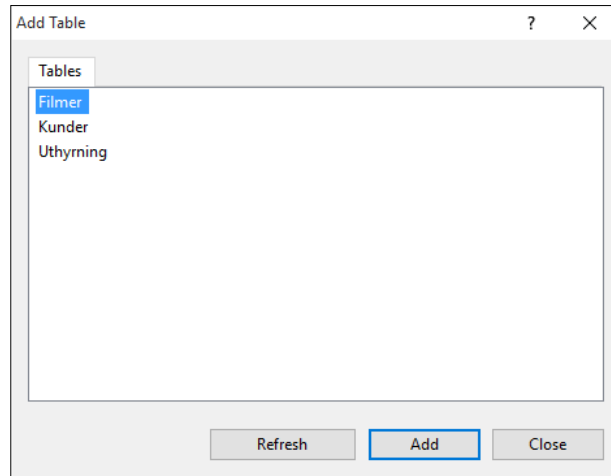 Add Table ?
Tables
Filmer
Kunder
Uthyrning
Refresh Add Close